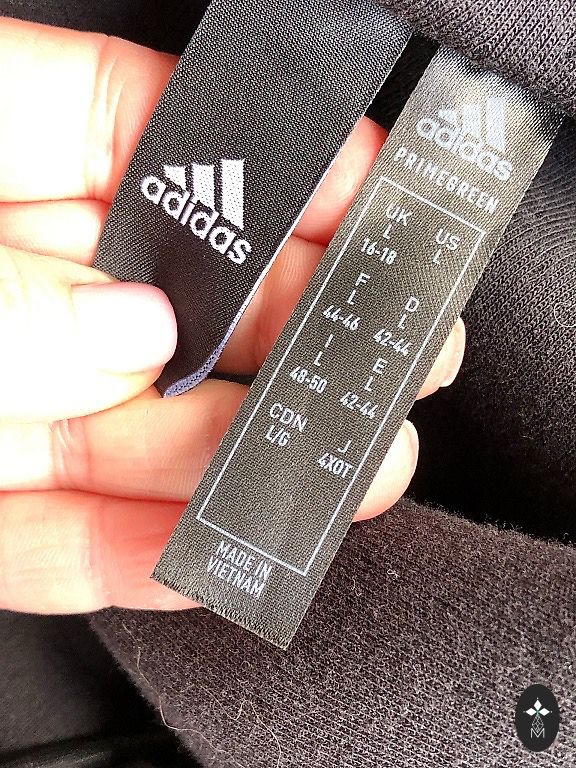 adidas
adidas
PRIMEGREEN
UK US
L L
16-18
F D
L L
44-46 42-44
I E
L L
48-50 42-44
CDN J
L/G 4XOT
MADE IN
VIETNAM
M